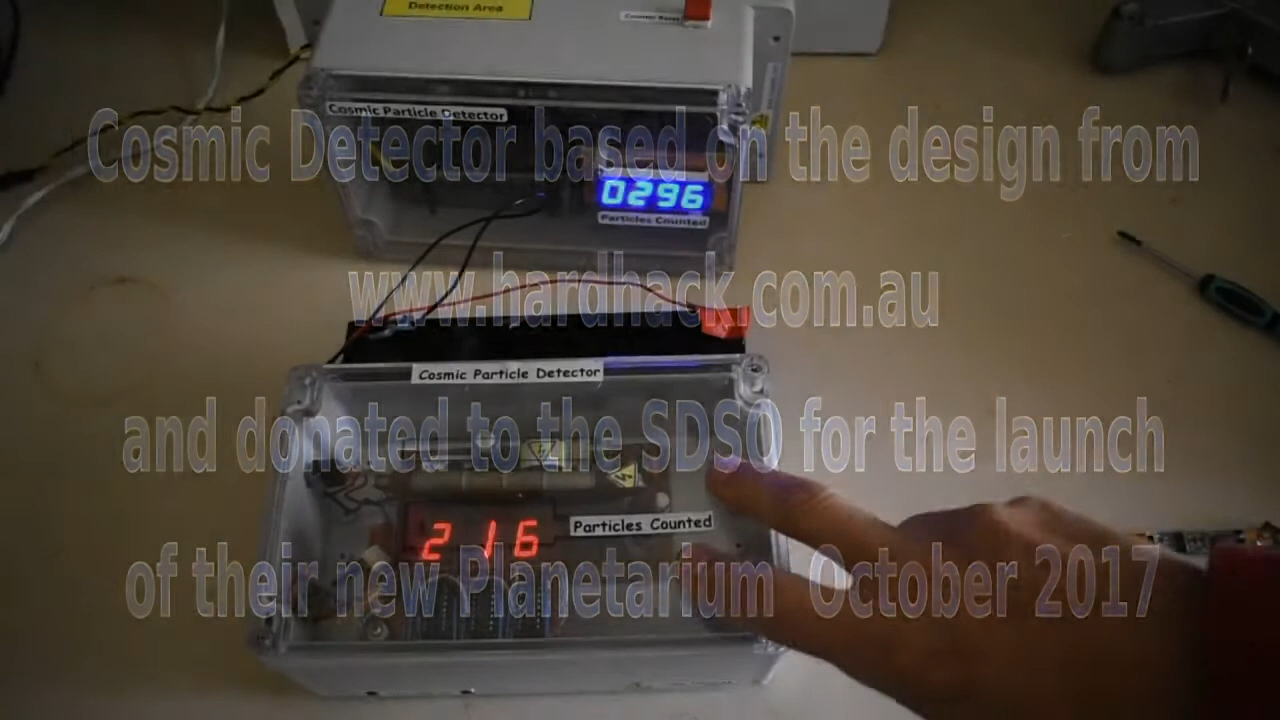 Detection Area
Cosmic Particle Detector
Cosmic Detector based on the design from
0296
Particles Counted
www.hardhack.com.au
Cosmic Particle Detector
and donated to the SDSO for the launch
216
Particles Counted
of their new Planetarium October 2017